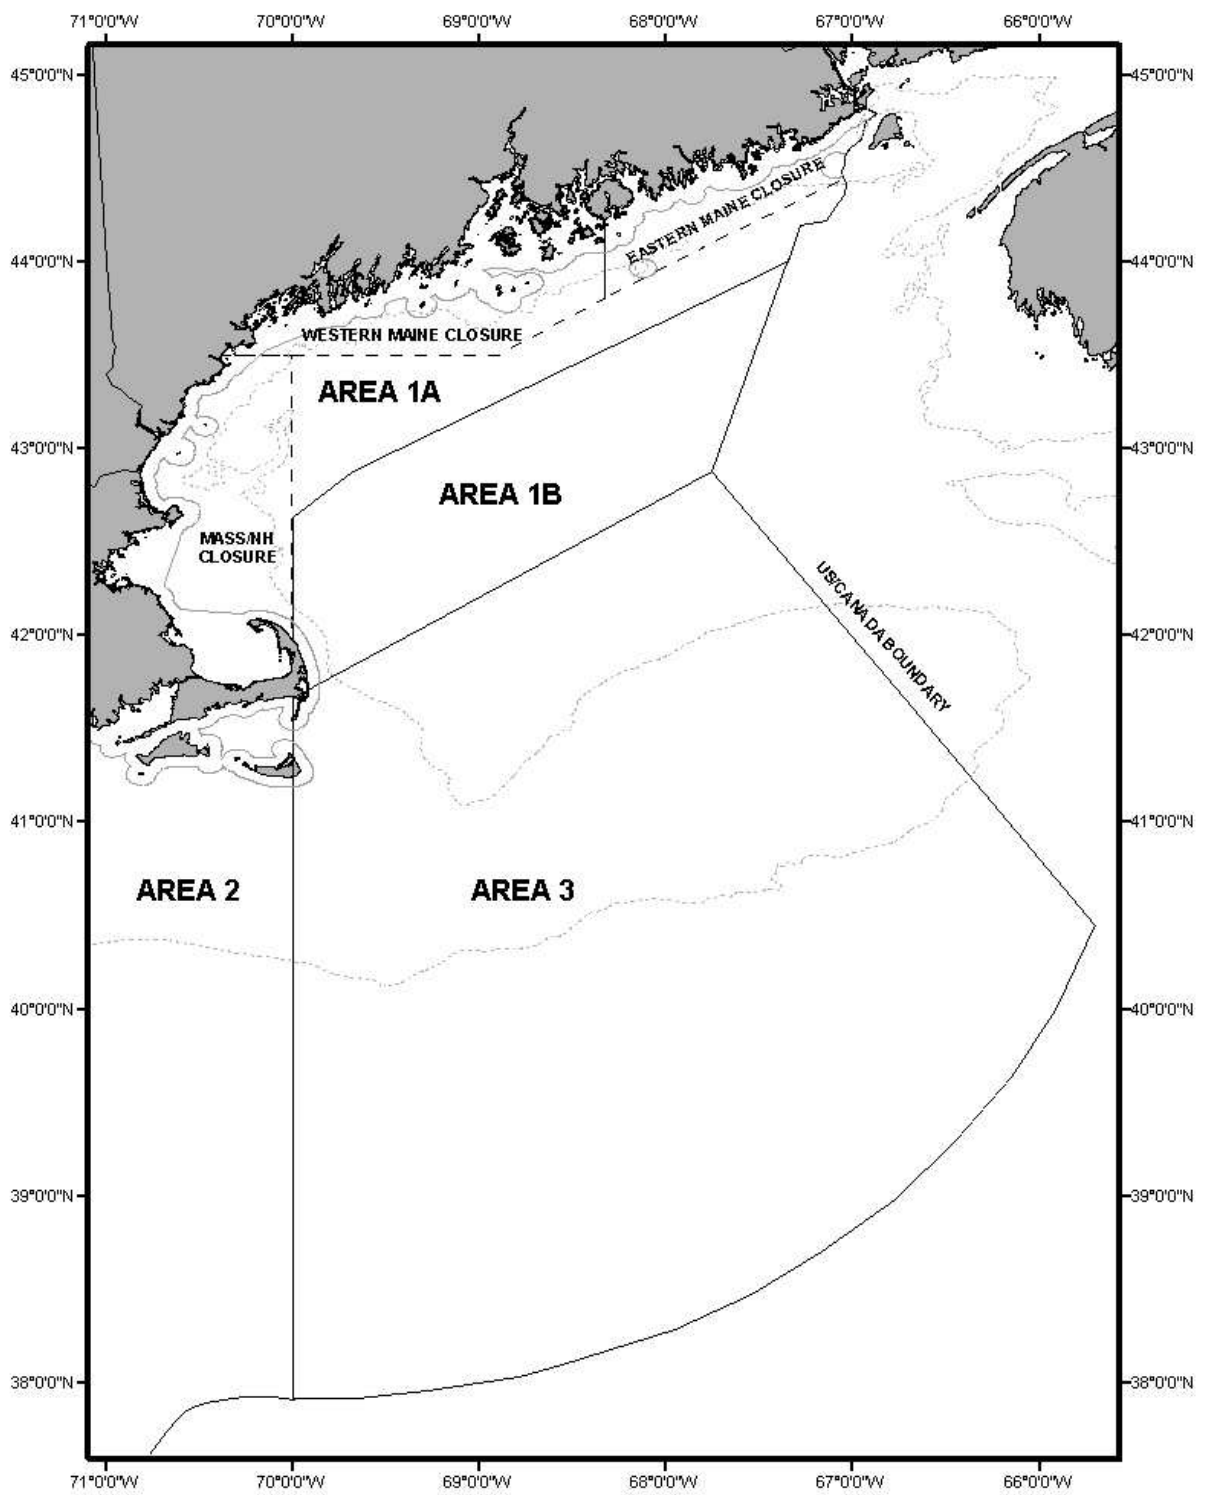 71°0'0"W 70°0'0"W 69°0'0"W 68°0'0"W 67°0'0"W 66°0'0"W
45°0'0"N 45°0'0"N
EASTERN MAINE CLOSURE
44°0'0"N 44°0'0"N
WESTERN MAINE CLOSURE
AREA 1A
43°0'0"N 43°0'0"N
AREA 1B
MASS/NH
CLOSURE
US/CANADA BOUNDARY
42°0'0"N 42°0'0"N
41°0'0"N 41°0'0"N
AREA 2 AREA 3
40°0'0"N 40°0'0"N
39°0'0"N 39°0'0"N
38°0'0"N 38°0'0"N
71°0'0"W 70°0'0"W 69°0'0"W 68°0'0"W 67°0'0"W 66°0'0"W